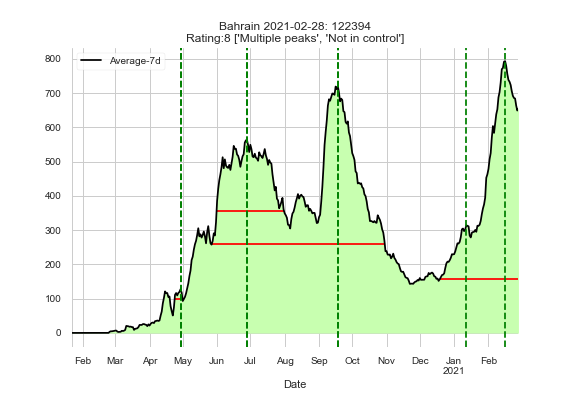 Bahrain 2021-02-28: 122394
Rating:8 ['Multiple peaks', 'Not in control']
Average-7d
800
700
600
500
400
300
200
100
0
Feb Mar Apr May Jun Jul Aug Sep Oct Nov Dec Jan Feb
2021
Date